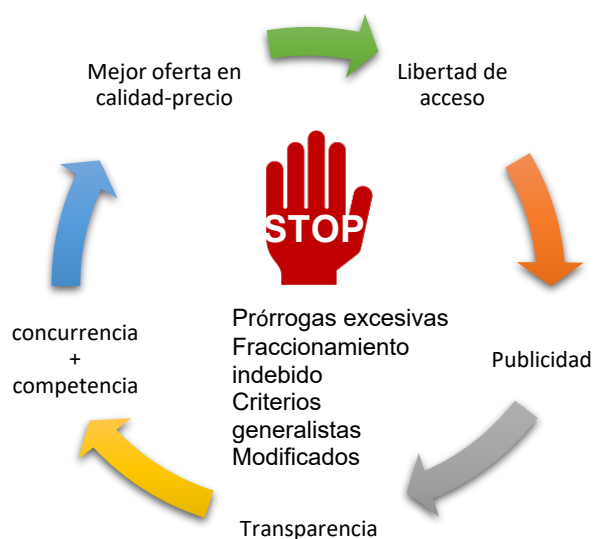 Mejor oferta en
calidad-precio
Libertad de
acceso
STOP
concurrencia
+
competencia
Prórrogas excesivas
Fraccionamiento
indebido
Criterios
generalistas
Modificados
Publicidad
Transparencia